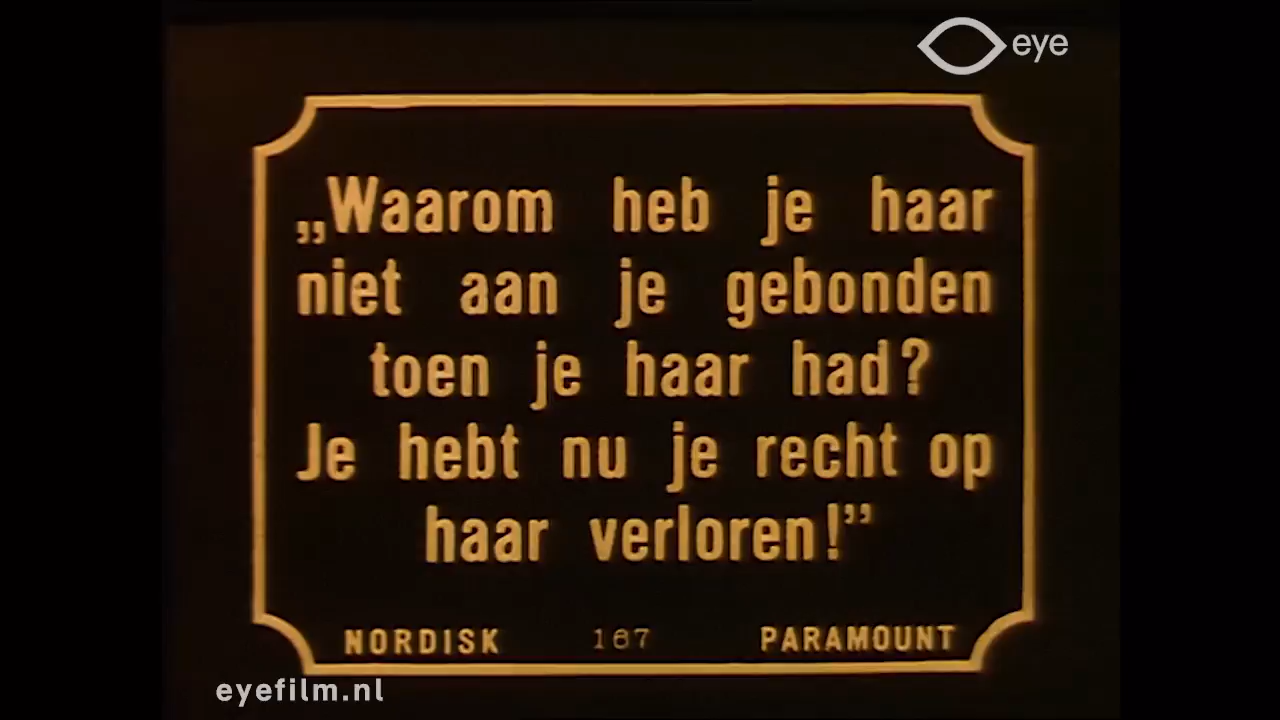 eye
„Waarom heb je haar
niet aan je gebonden
toen je haar had?
Je hebt nu je recht op
haar verloren!”
NORDISK 167 PARAMOUNT
eyefilm.nl